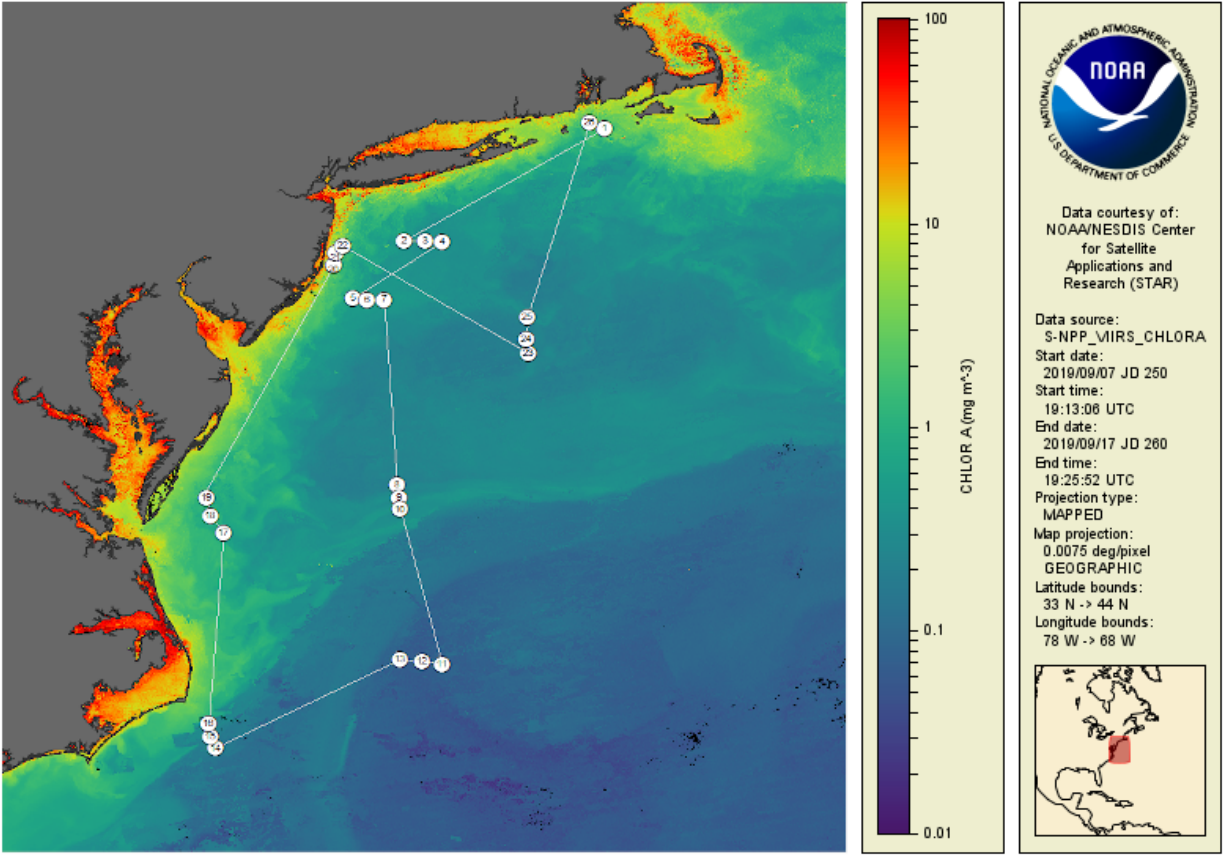 26
1
2
3
4
22
21
20
5
6
7
25
24
23
8
9
10
19
18
17
13
12
11
16
15
14
100
10
1
0.1
0.01
CHLOR A (mg m^-3)
NATIONAL OCEANIC AND ATMOSPHERIC ADMINISTRATION
NOAA
U.S. DEPARTMENT OF COMMERCE
Data courtesy of:
NOAA/NESDIS Center
for Satellite
Applications and
Research (STAR)
Data source:
S-NPP_VIIRS_CHLORA
Start date:
2019/09/07 JD 250
Start time:
19:13:06 UTC
End date:
2019/09/17 JD 260
End time:
19:25:52 UTC
Projection type:
MAPPED
Map projection:
0.0075 deg/pixel
GEOGRAPHIC
Latitude bounds:
33 N -> 44 N
Longitude bounds:
78 W -> 68 W